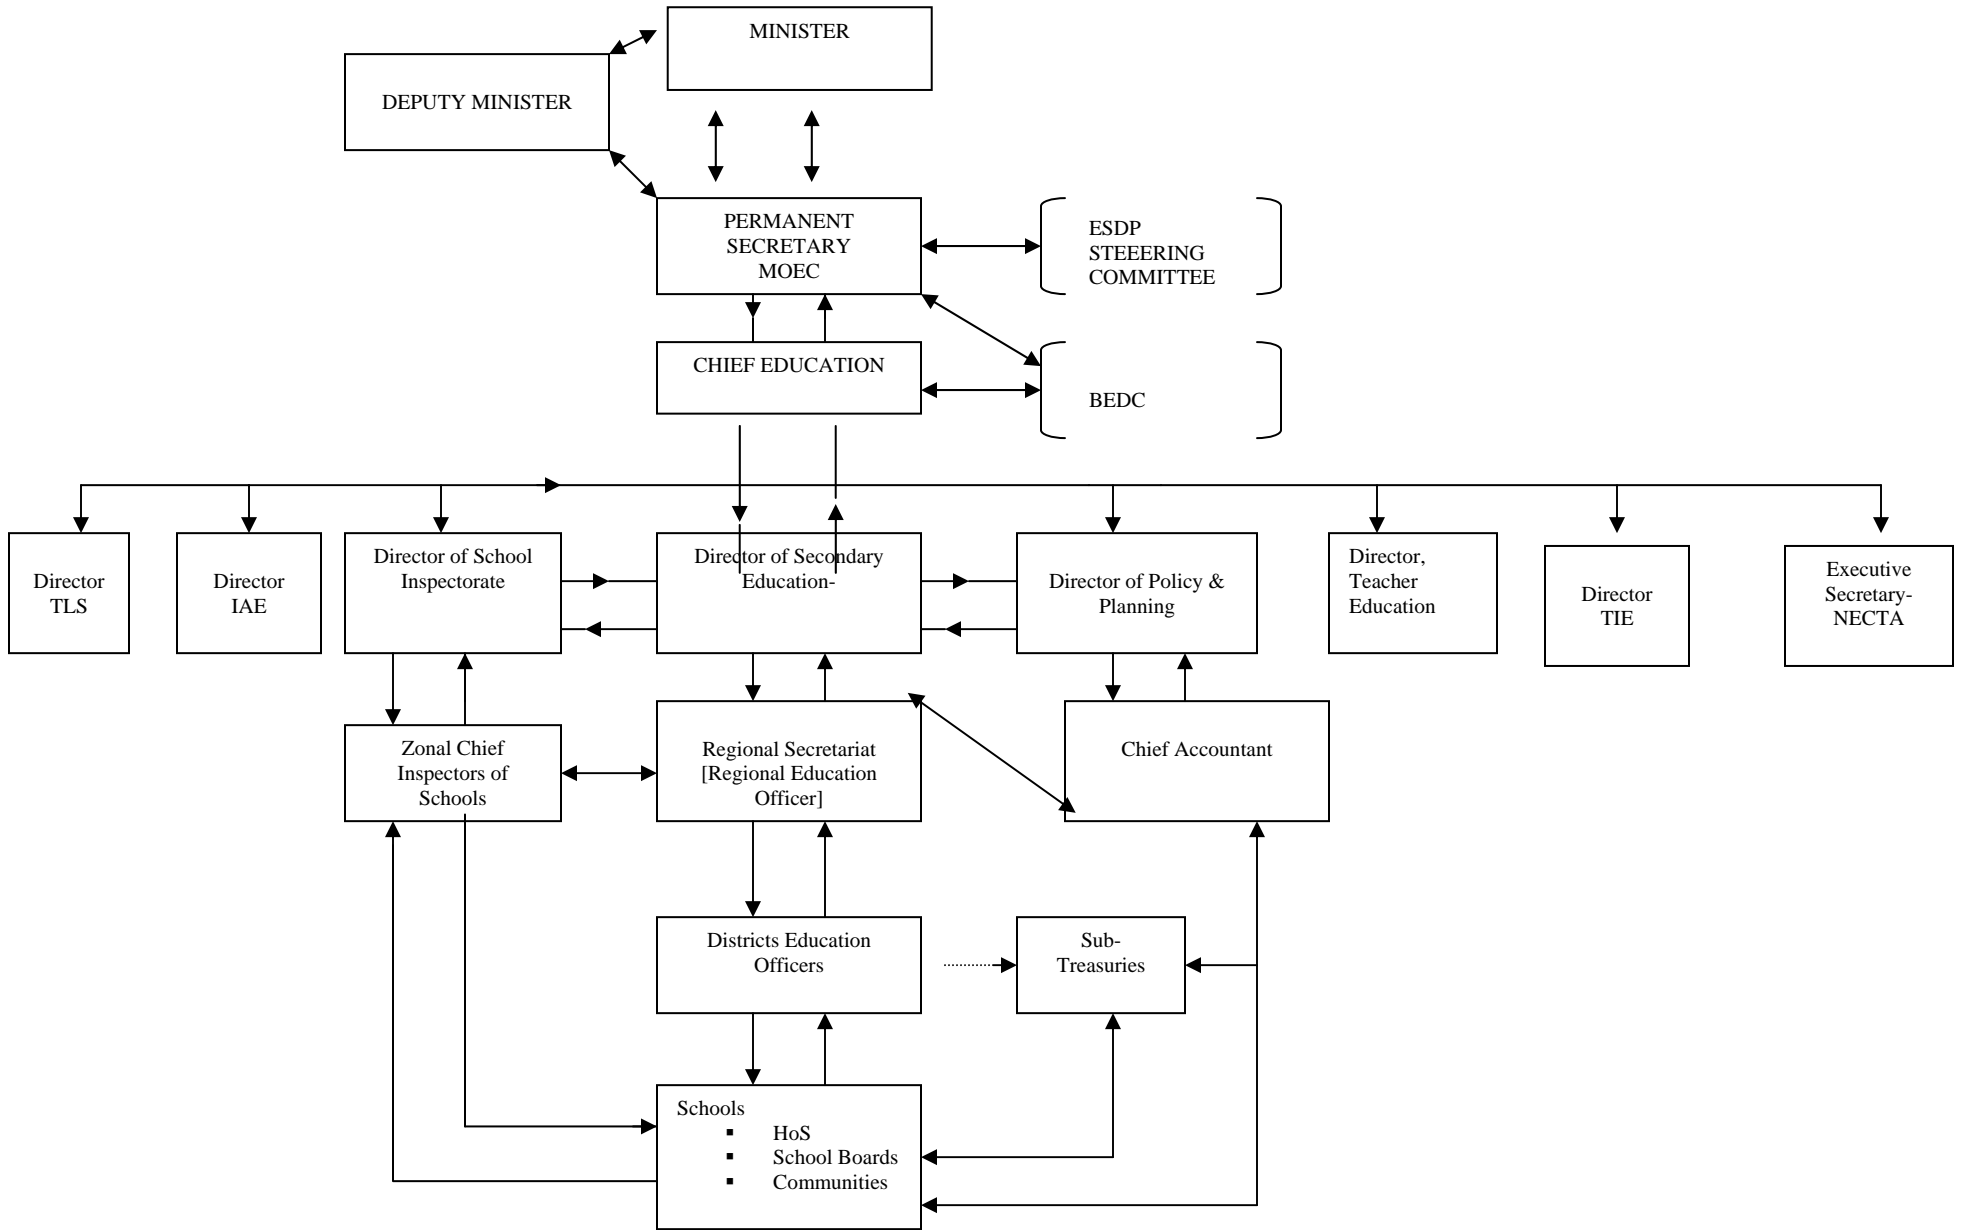 MINISTER
DEPUTY MINISTER
PERMANENT
SECRETARY
MOEC
ESDP
STEEERING
COMMITTEE
CHIEF EDUCATION
BEDC
Director
TLS
Director
IAE
Director of School
Inspectorate
Director of Secondary
Education-
Director of Policy &
Planning
Director,
Teacher
Education
Director
TIE
Executive
Secretary-
NECTA
Zonal Chief
Inspectors of
Schools
Regional Secretariat
[Regional Education
Officer]
Chief Accountant
Districts Education
Officers
Sub-
Treasuries
Schools
▪ HoS
▪ School Boards
▪ Communities